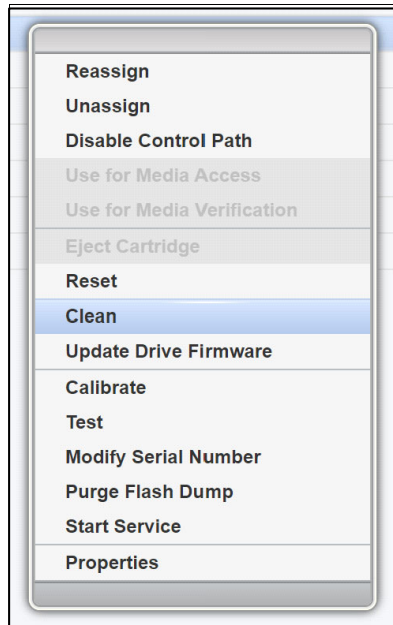 Reassign
Unassign
Disable Control Path
Use for Media Access
Use for Media Verification
Eject Cartridge
Reset
Clean
Update Drive Firmware
Calibrate
Test
Modify Serial Number
Purge Flash Dump
Start Service
Properties